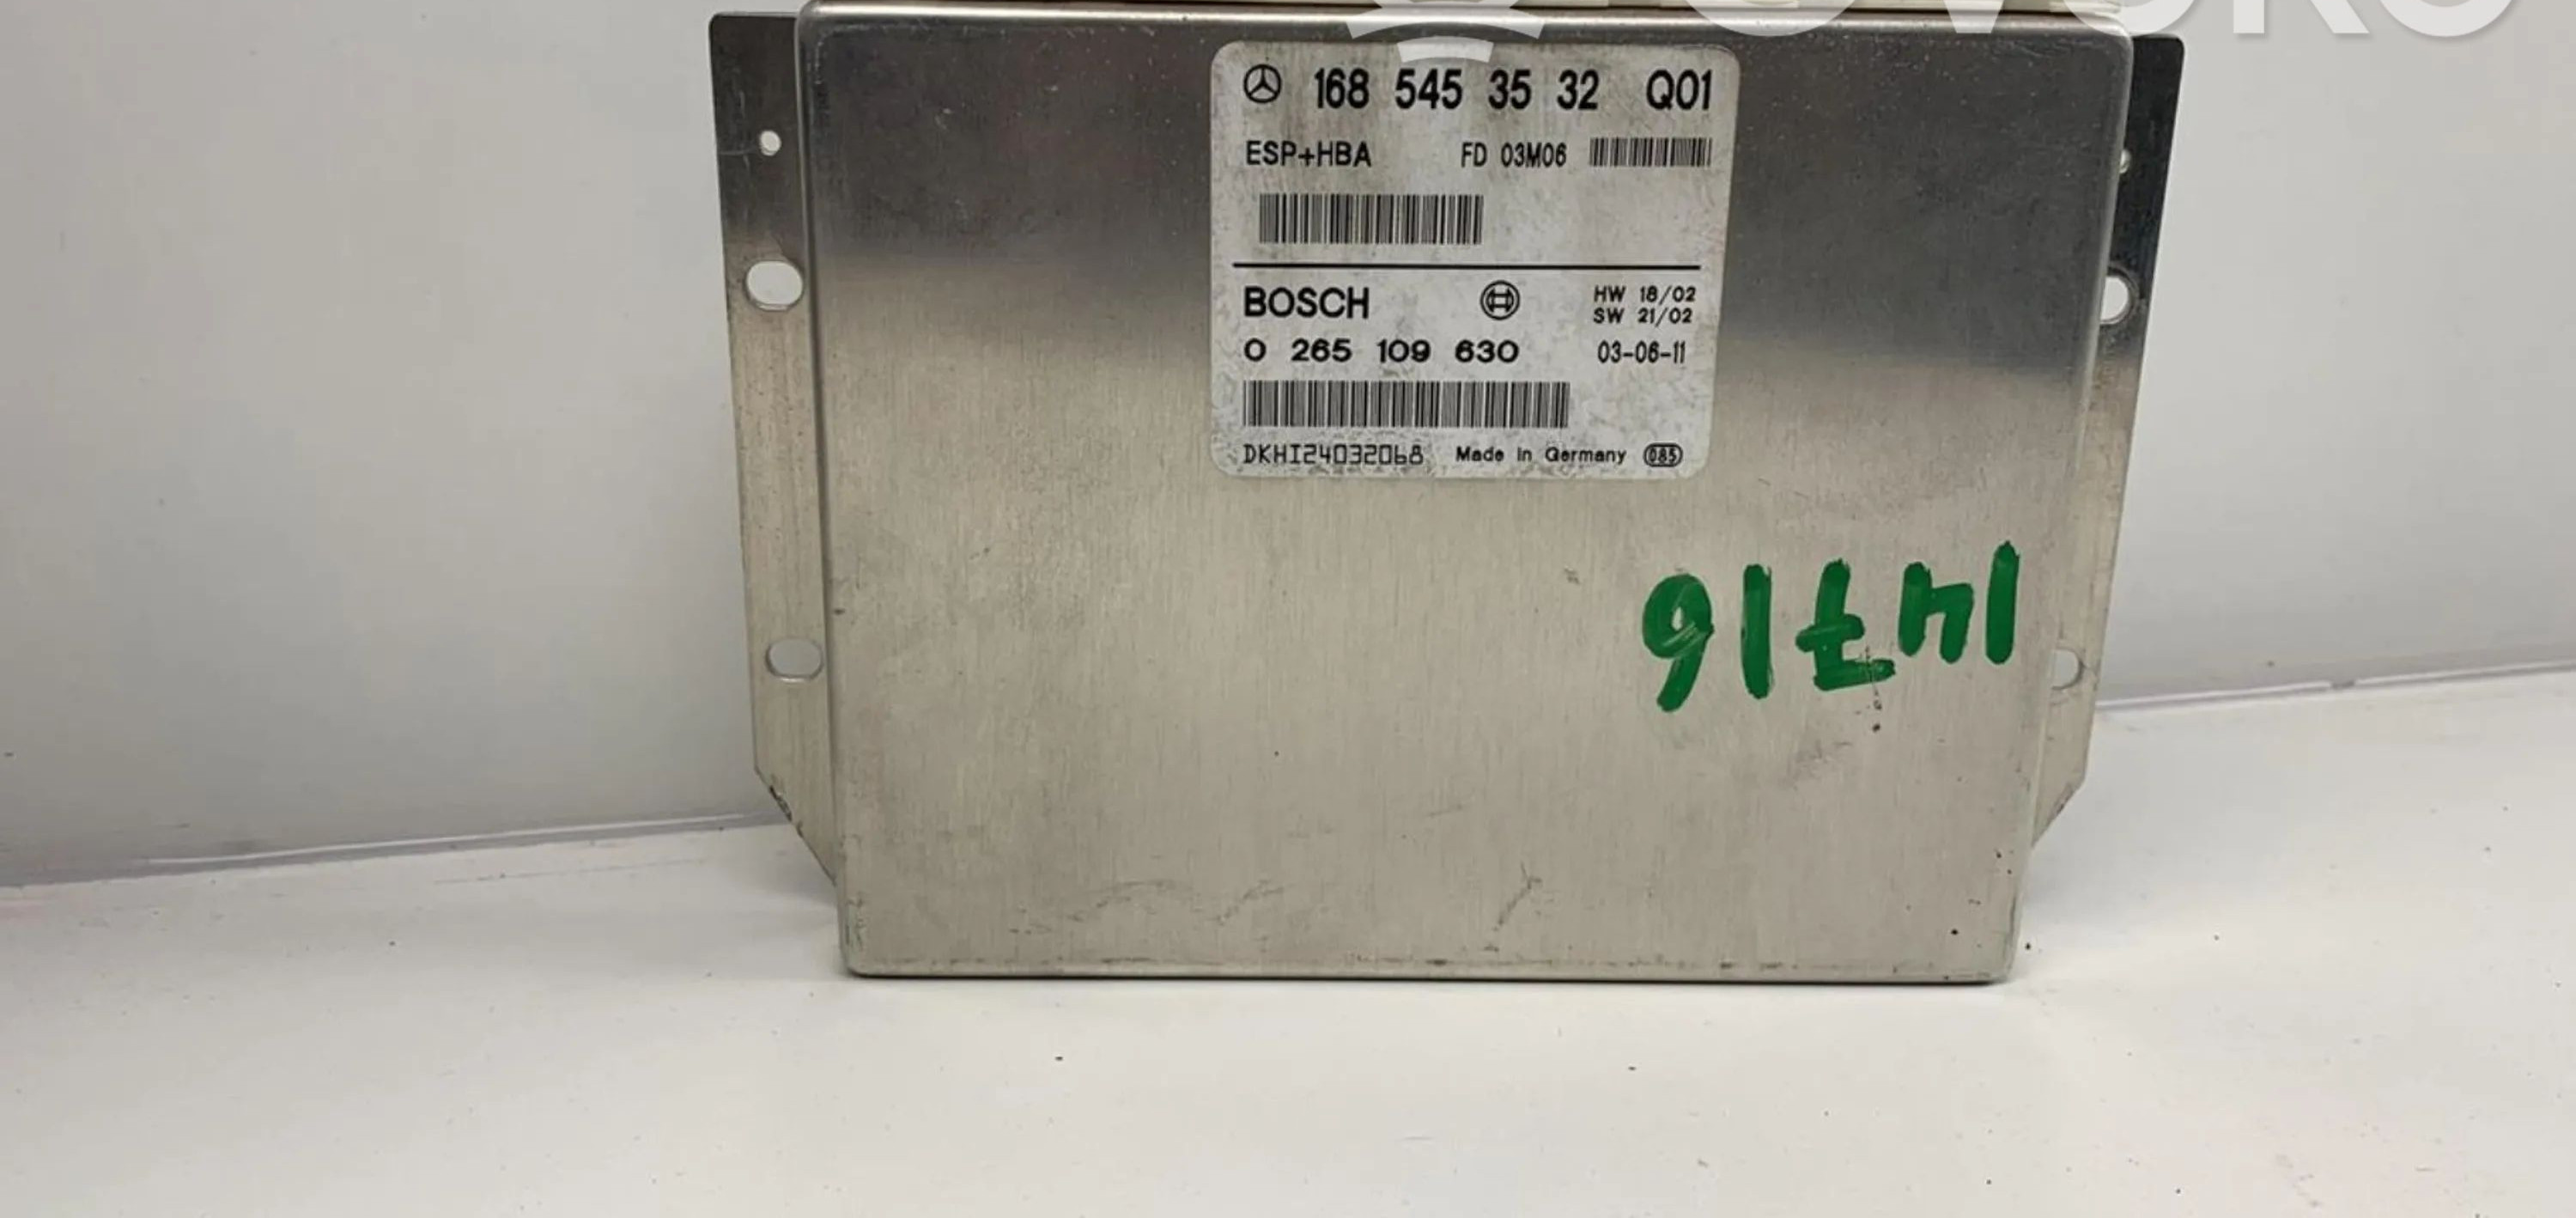 168 545 35 32 Q01
ESP+HBA FD 03M06
BOSCH HW 18/02
SW 21/02
0 265 109 630 03-06-11
DKHI24032068 Made in Germany 085
14716